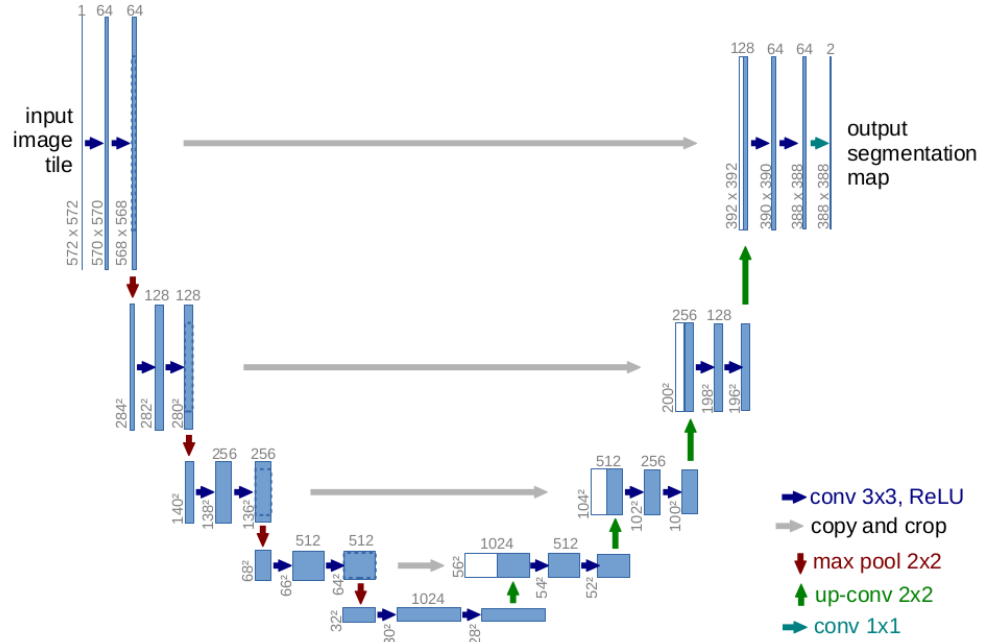 1 64 64
input
image
tile
572 x 572
570 x 570
568 x 568
128 64 64 2
392 x 392
390 x 390
388 x 388
388 x 388
output
segmentation
map
128 128
284²
282²
280²
256 128
200²
198²
196²
256 256
140²
138²
136²
512 256
104²
102²
100²
512 512
68²
66²
64²
1024 512
56²
54²
52²
1024
32²
30²
28²
conv 3x3, ReLU
copy and crop
max pool 2x2
up-conv 2x2
conv 1x1